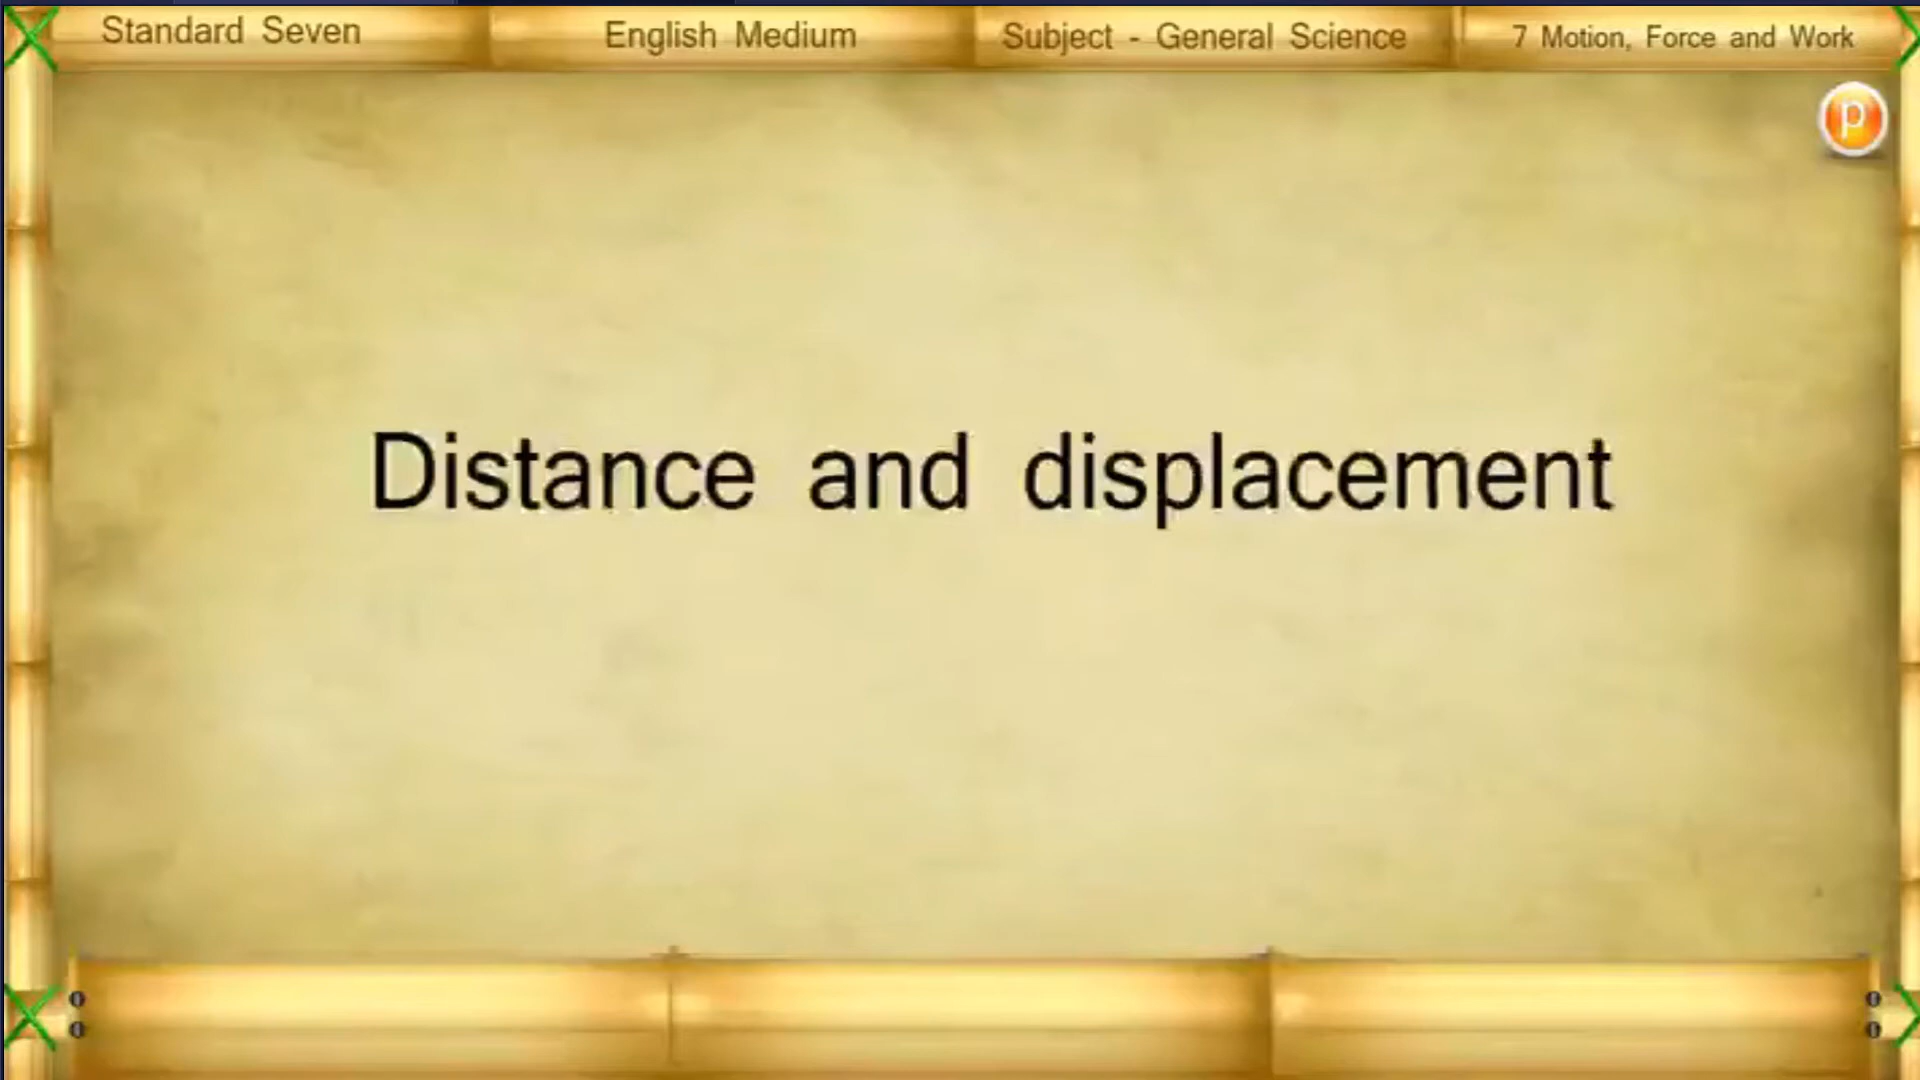 Standard Seven
English Medium
Subject - General Science
7 Motion, Force and Work
p
Distance and displacement